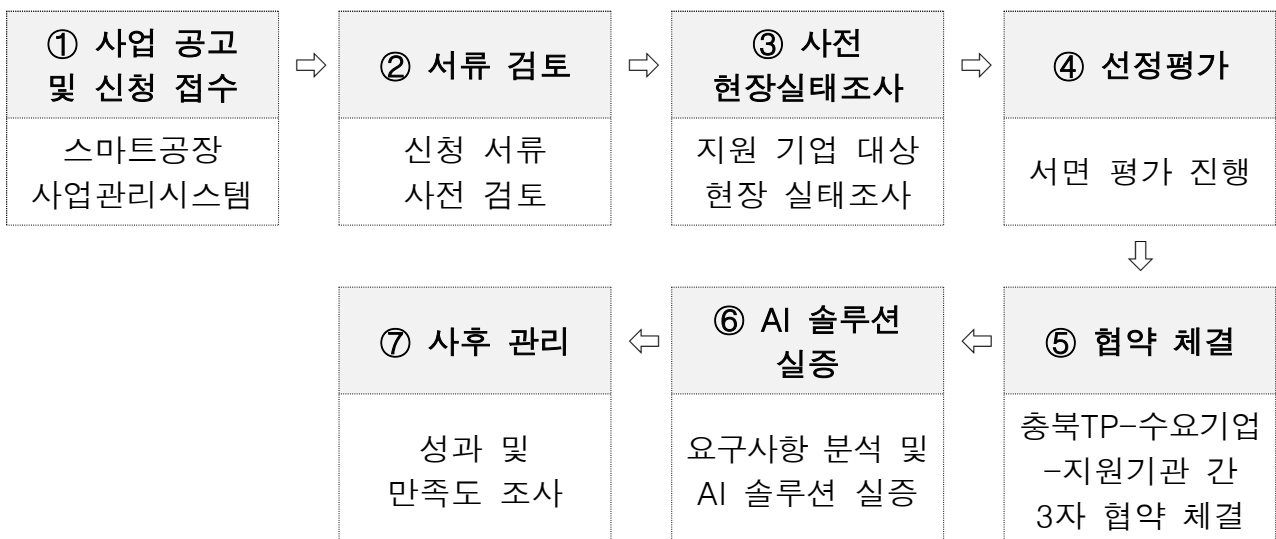 ① 사업 공고
및 신청 접수
스마트공장
사업관리시스템
⇨
② 서류 검토
신청 서류
사전 검토
⇨
③ 사전
현장실태조사
지원 기업 대상
현장 실태조사
⇨
④ 선정평가
서면 평가 진행
⇩
⑤ 협약 체결
충북TP-수요기업
-지원기관 간
3자 협약 체결
⇦
⑥ AI 솔루션
실증
요구사항 분석 및
AI 솔루션 실증
⇦
⑦ 사후 관리
성과 및
만족도 조사